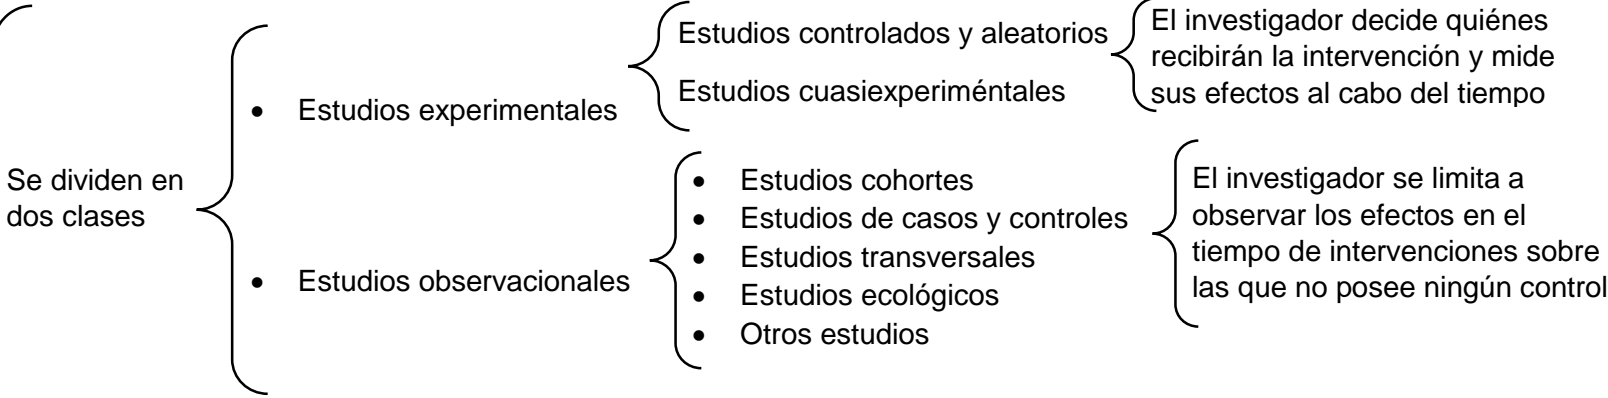 Se dividen en
dos clases
• Estudios experimentales
Estudios controlados y aleatorios
Estudios cuasiexperiméntales
El investigador decide quiénes
recibirán la intervención y mide
sus efectos al cabo del tiempo
• Estudios observacionales
• Estudios cohortes
• Estudios de casos y controles
• Estudios transversales
• Estudios ecológicos
• Otros estudios
El investigador se limita a
observar los efectos en el
tiempo de intervenciones sobre
las que no posee ningún control